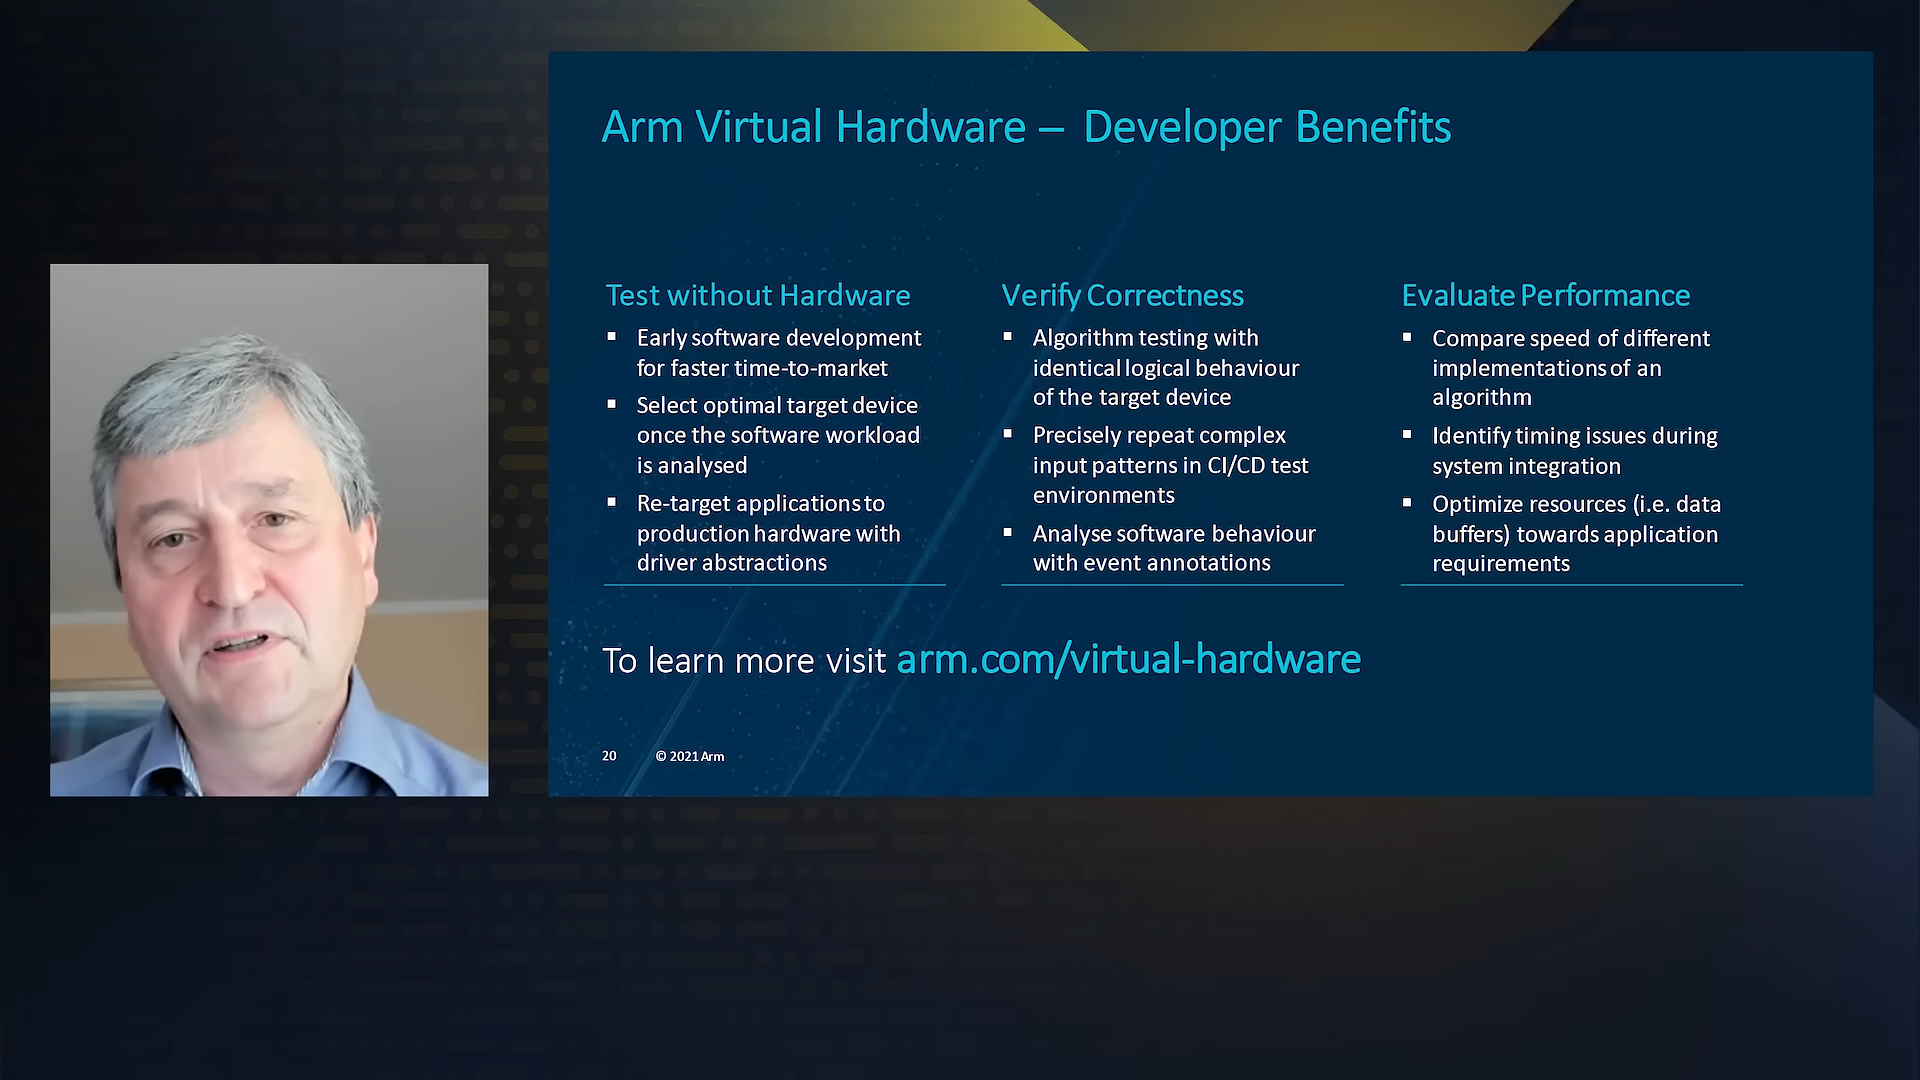 Arm Virtual Hardware – Developer Benefits
Test without Hardware
▪ Early software development
for faster time-to-market
▪ Select optimal target device
once the software workload
is analysed
▪ Re-target applications to
production hardware with
driver abstractions
Verify Correctness
▪ Algorithm testing with
identical logical behaviour
of the target device
▪ Precisely repeat complex
input patterns in CI/CD test
environments
▪ Analyse software behaviour
with event annotations
Evaluate Performance
▪ Compare speed of different
implementations of an
algorithm
▪ Identify timing issues during
system integration
▪ Optimize resources (i.e. data
buffers) towards application
requirements
To learn more visit arm.com/virtual-hardware
20 © 2021 Arm